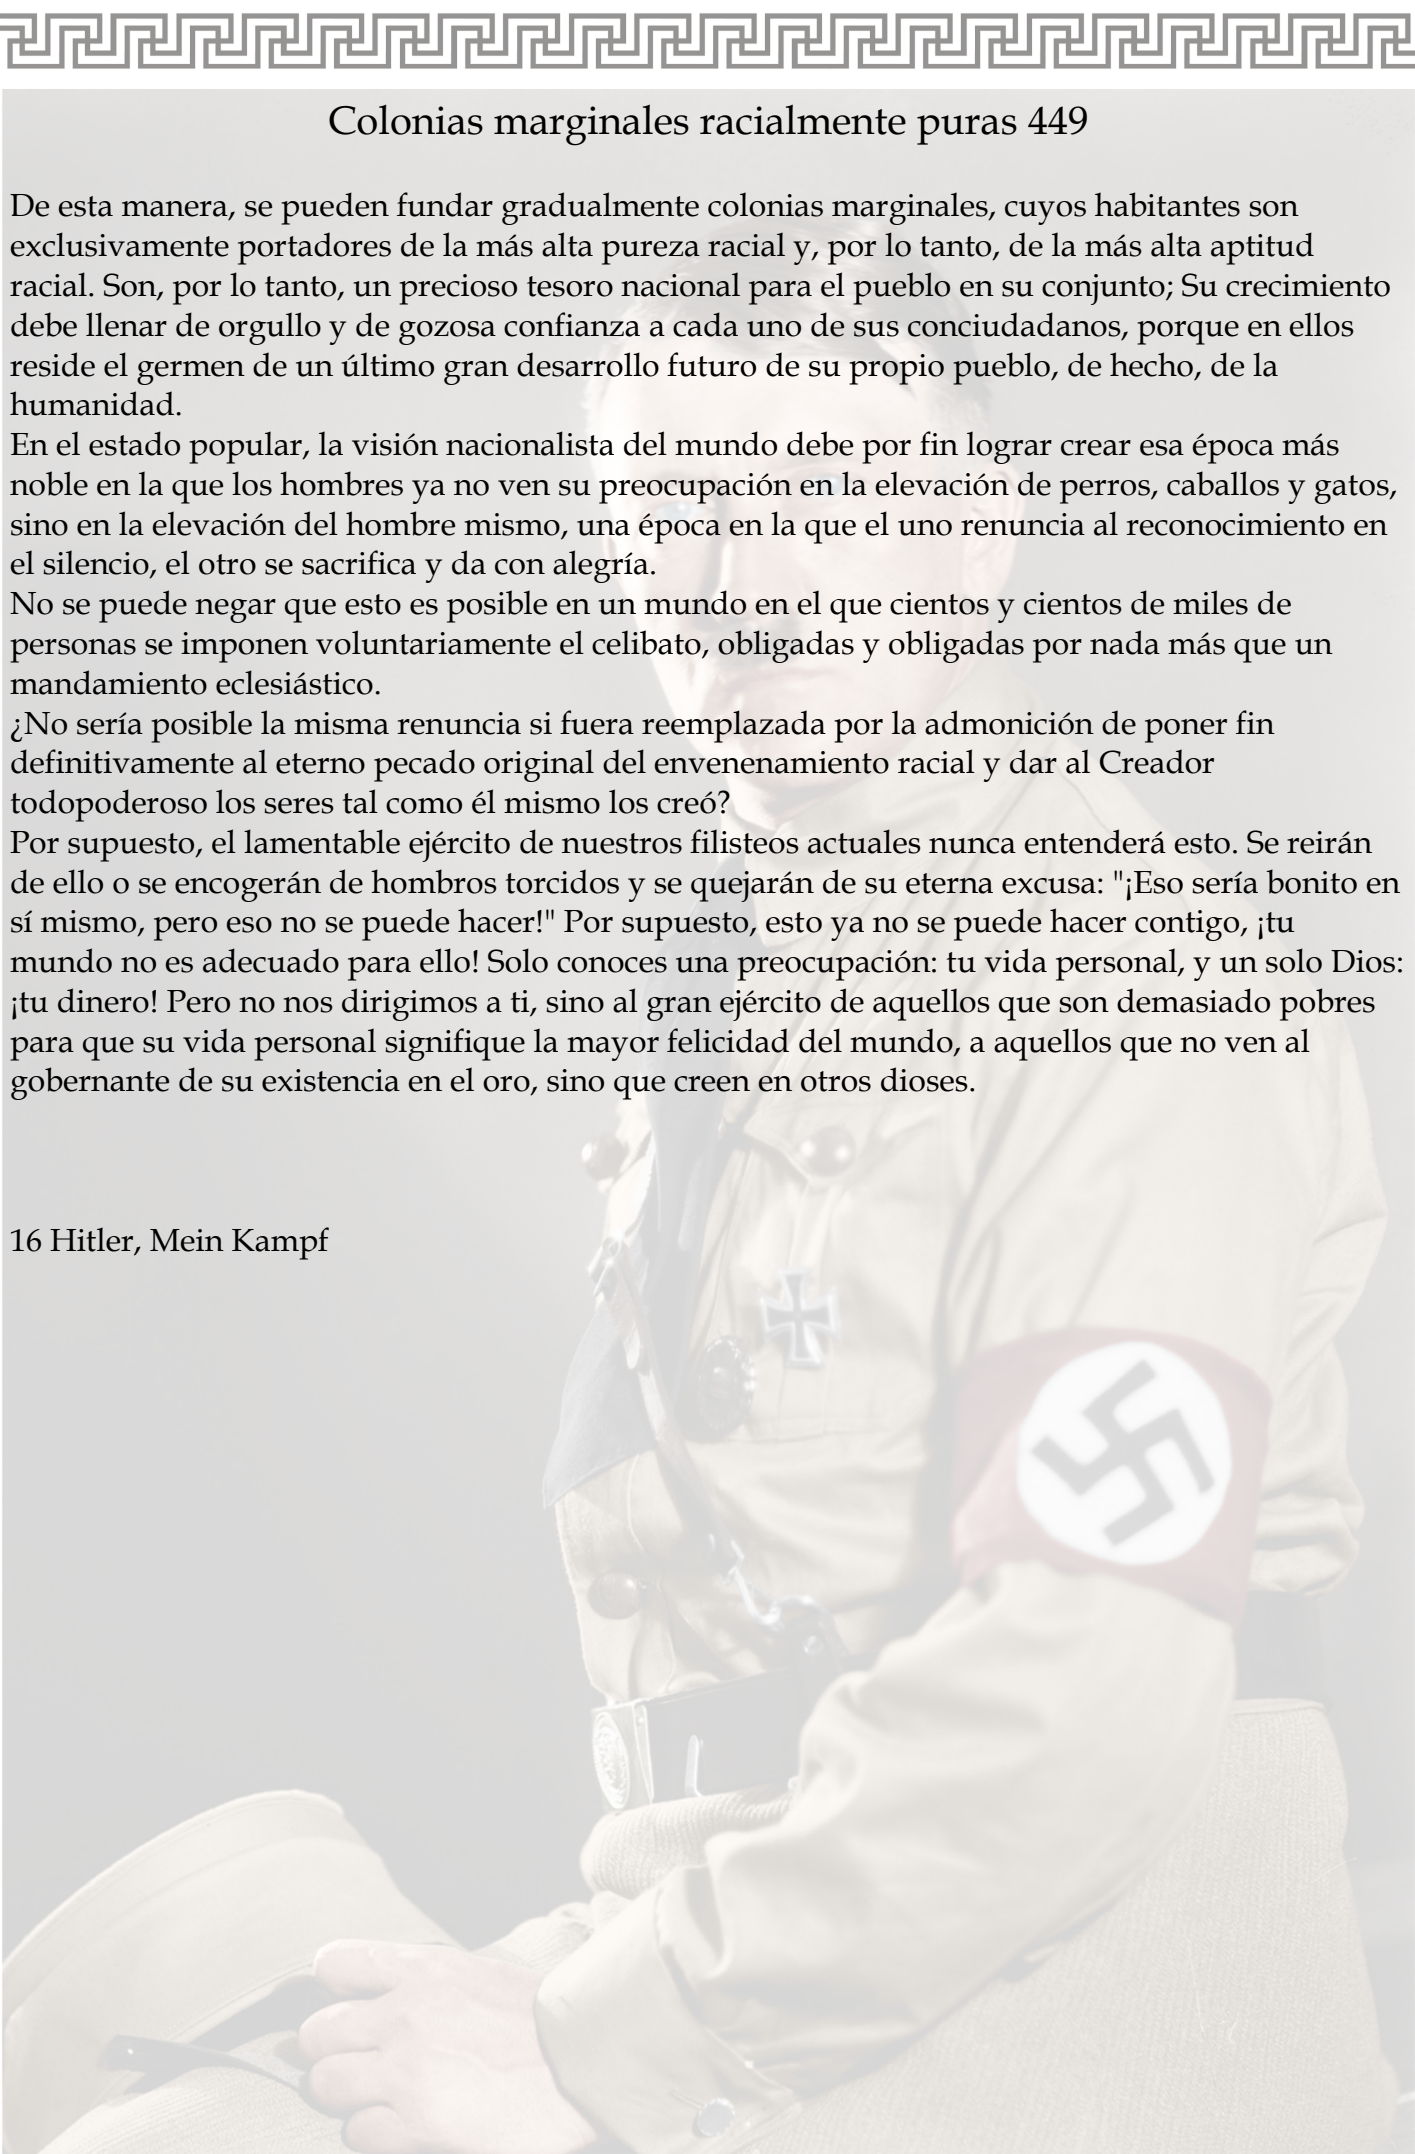 Colonias marginales racialmente puras 449
De esta manera, se pueden fundar gradualmente colonias marginales, cuyos habitantes son
exclusivamente portadores de la más alta pureza racial y, por lo tanto, de la más alta aptitud
racial. Son, por lo tanto, un precioso tesoro nacional para el pueblo en su conjunto; Su crecimiento
debe llenar de orgullo y de gozosa confianza a cada uno de sus conciudadanos, porque en ellos
reside el germen de un último gran desarrollo futuro de su propio pueblo, de hecho, de la
humanidad.
En el estado popular, la visión nacionalista del mundo debe por fin lograr crear esa época más
noble en la que los hombres ya no ven su preocupación en la elevación de perros, caballos y gatos,
sino en la elevación del hombre mismo, una época en la que el uno renuncia al reconocimiento en
el silencio, el otro se sacrifica y da con alegría.
No se puede negar que esto es posible en un mundo en el que cientos y cientos de miles de
personas se imponen voluntariamente el celibato, obligadas y obligadas por nada más que un
mandamiento eclesiástico.
¿No sería posible la misma renuncia si fuera reemplazada por la admonición de poner fin
definitivamente al eterno pecado original del envenenamiento racial y dar al Creador
todopoderoso los seres tal como él mismo los creó?
Por supuesto, el lamentable ejército de nuestros filisteos actuales nunca entenderá esto. Se reirán
de ello o se encogerán de hombros torcidos y se quejarán de su eterna excusa: "¡Eso sería bonito en
sí mismo, pero eso no se puede hacer!" Por supuesto, esto ya no se puede hacer contigo, ¡tu
mundo no es adecuado para ello! Solo conoces una preocupación: tu vida personal, y un solo Dios:
¡tu dinero! Pero no nos dirigimos a ti, sino al gran ejército de aquellos que son demasiado pobres
para que su vida personal signifique la mayor felicidad del mundo, a aquellos que no ven al
gobernante de su existencia en el oro, sino que creen en otros dioses.
16 Hitler, Mein Kampf